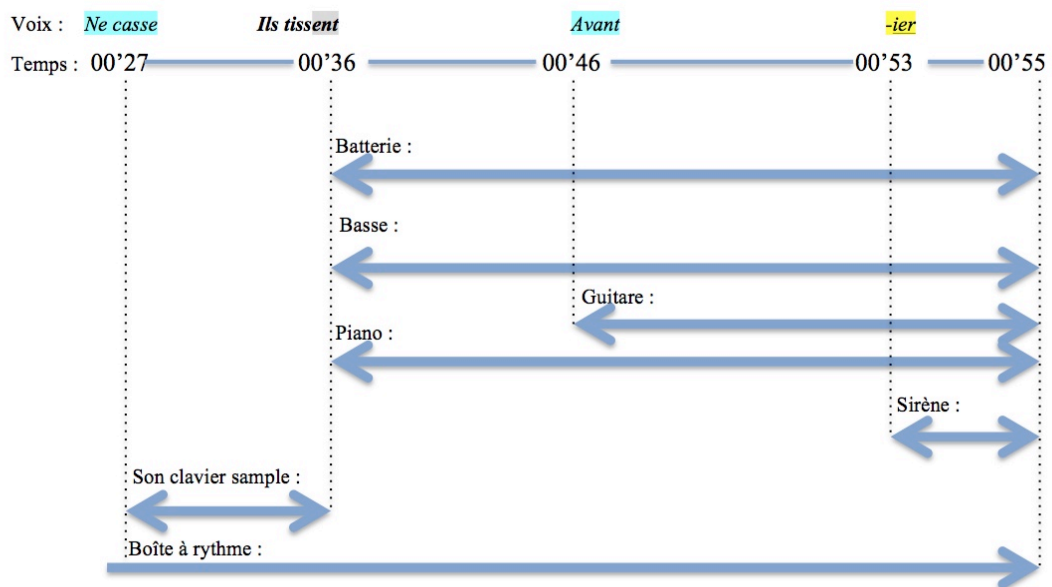 Voix : Ne casse Ils tissent Avant -ier
Temps : 00’27 00’36 00’46 00’53 00’55
Batterie :
Basse :
Guitare :
Piano :
Sirène :
Son clavier sample :
Boîte à rythme :